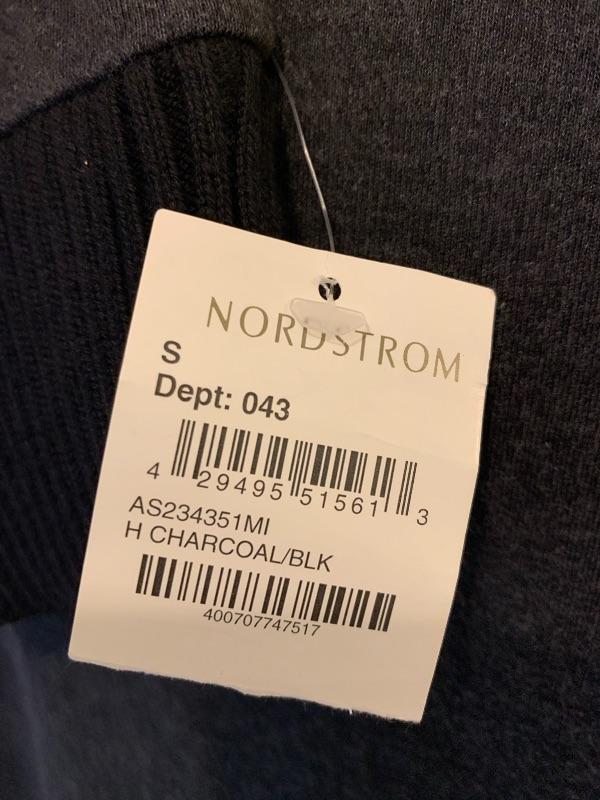 NORDSTROM
S
Dept: 043
4 29495 51561 3
AS234351MI
H CHARCOAL/BLK
400707747517